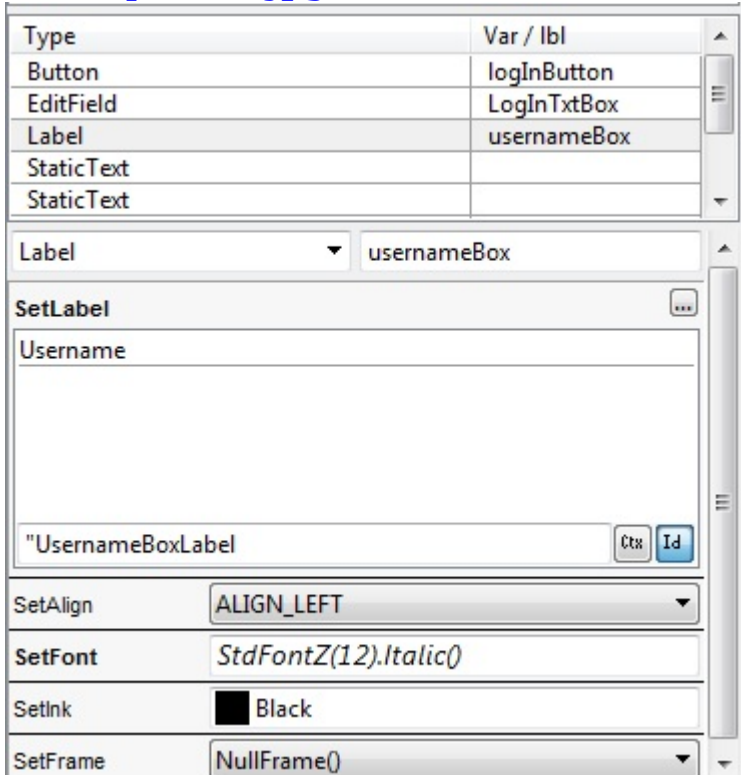 Type Var / lbl
Button logInButton
EditField LogInTxtBox
Label usernameBox
StaticText
StaticText
Label usernameBox
SetLabel ...
Username
"UsernameBoxLabel Ctx Id
SetAlign ALIGN_LEFT
SetFont StdFontZ(12).Italic()
SetInk Black
SetFrame NullFrame()